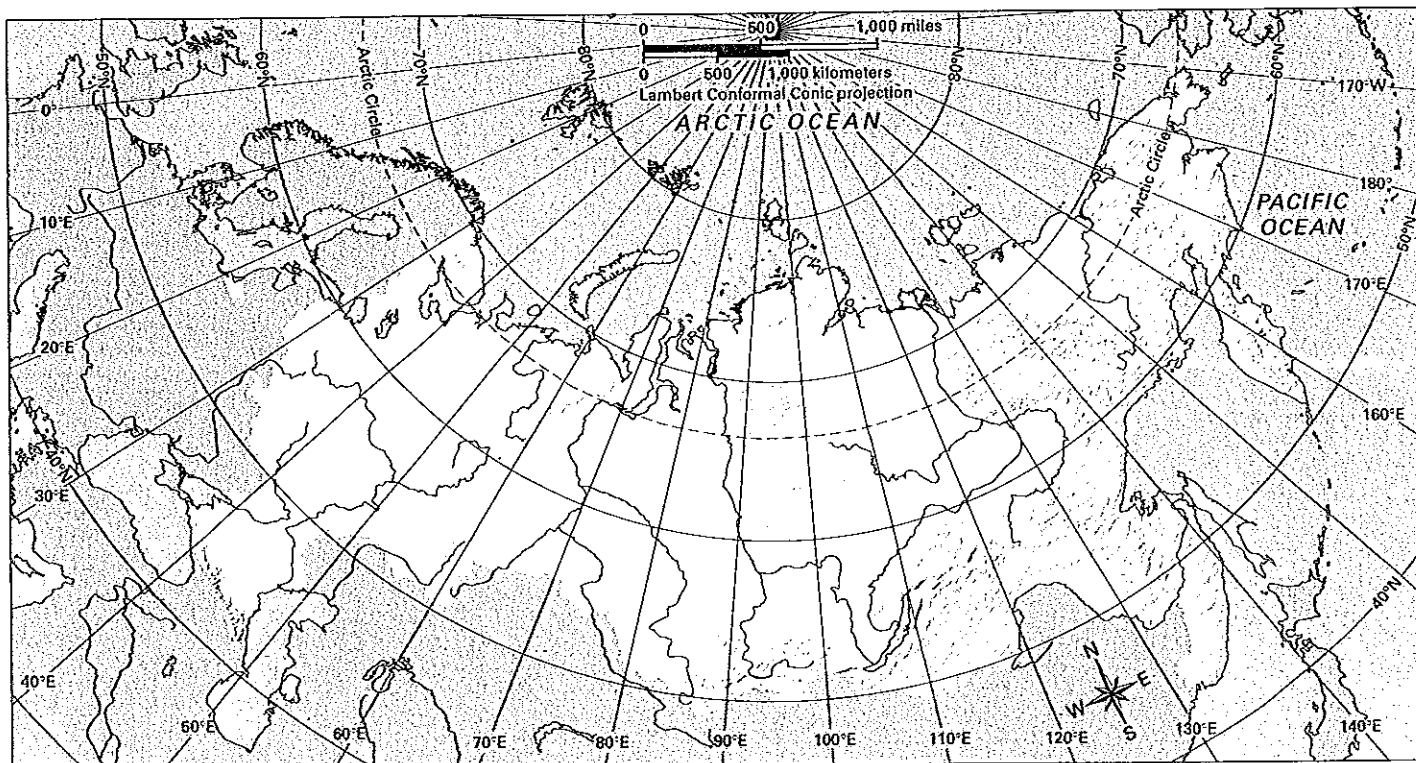 0 500 1,000 miles
0 500 1,000 kilometers
Lambert Conformal Conic projection
ARCTIC OCEAN
50°N
60°N
Arctic Circle
70°N
80°N
80°N
70°N
60°N
170°W
0°
180°
Arctic Circle
PACIFIC
OCEAN
50°N
10°E
170°E
20°E
160°E
40°N
30°E
40°N
40°E
50°E
60°E
70°E
80°E
90°E
100°E
110°E
120°E
130°E
140°E
N
W
E
S